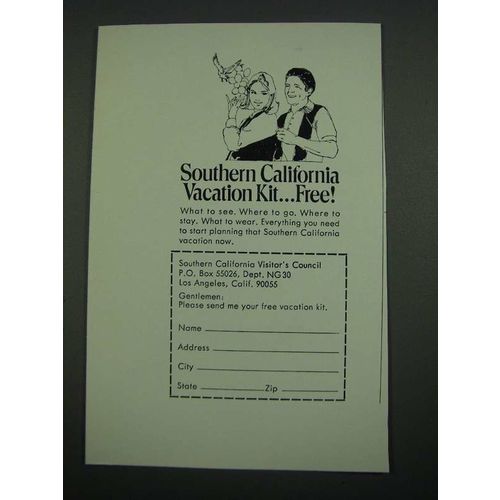 Southern California
Vacation Kit...Free!
What to see. Where to go. Where to
stay. What to wear. Everything you need
to start planning that Southern California
vacation now.
Southern California Visitor's Council
P.O. Box 55026, Dept. NG30
Los Angeles, Calif. 90055
Gentlemen:
Please send me your free vacation kit.
Name
Address
City
State Zip